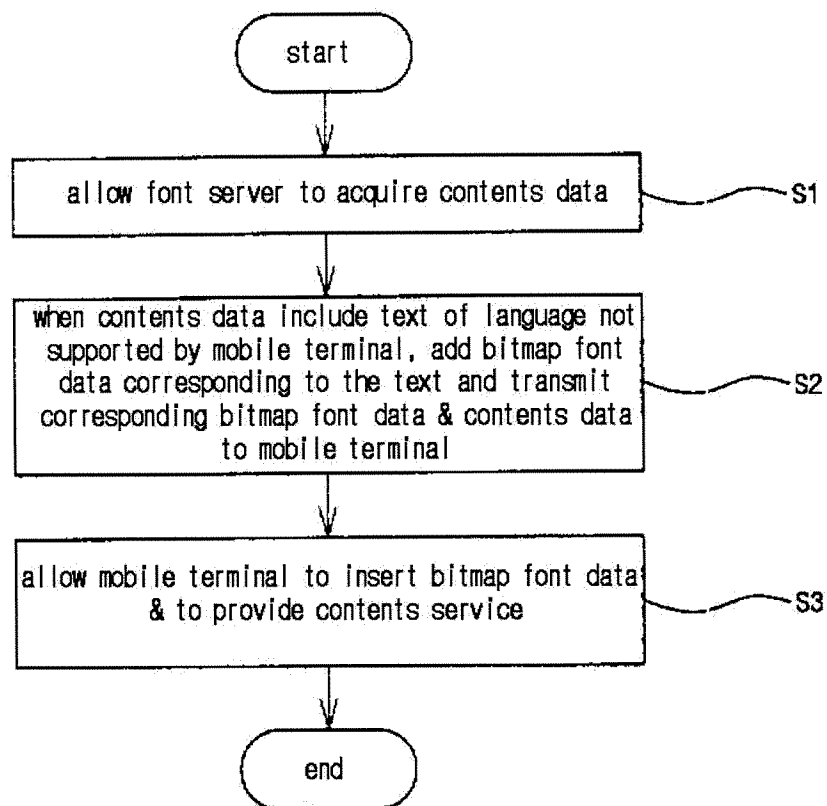 start
allow font server to acquire contents data
S1
when contents data include text of language not
supported by mobile terminal, add bitmap font
data corresponding to the text and transmit
corresponding bitmap font data & contents data
to mobile terminal
S2
allow mobile terminal to insert bitmap font data
& to provide contents service
S3
end